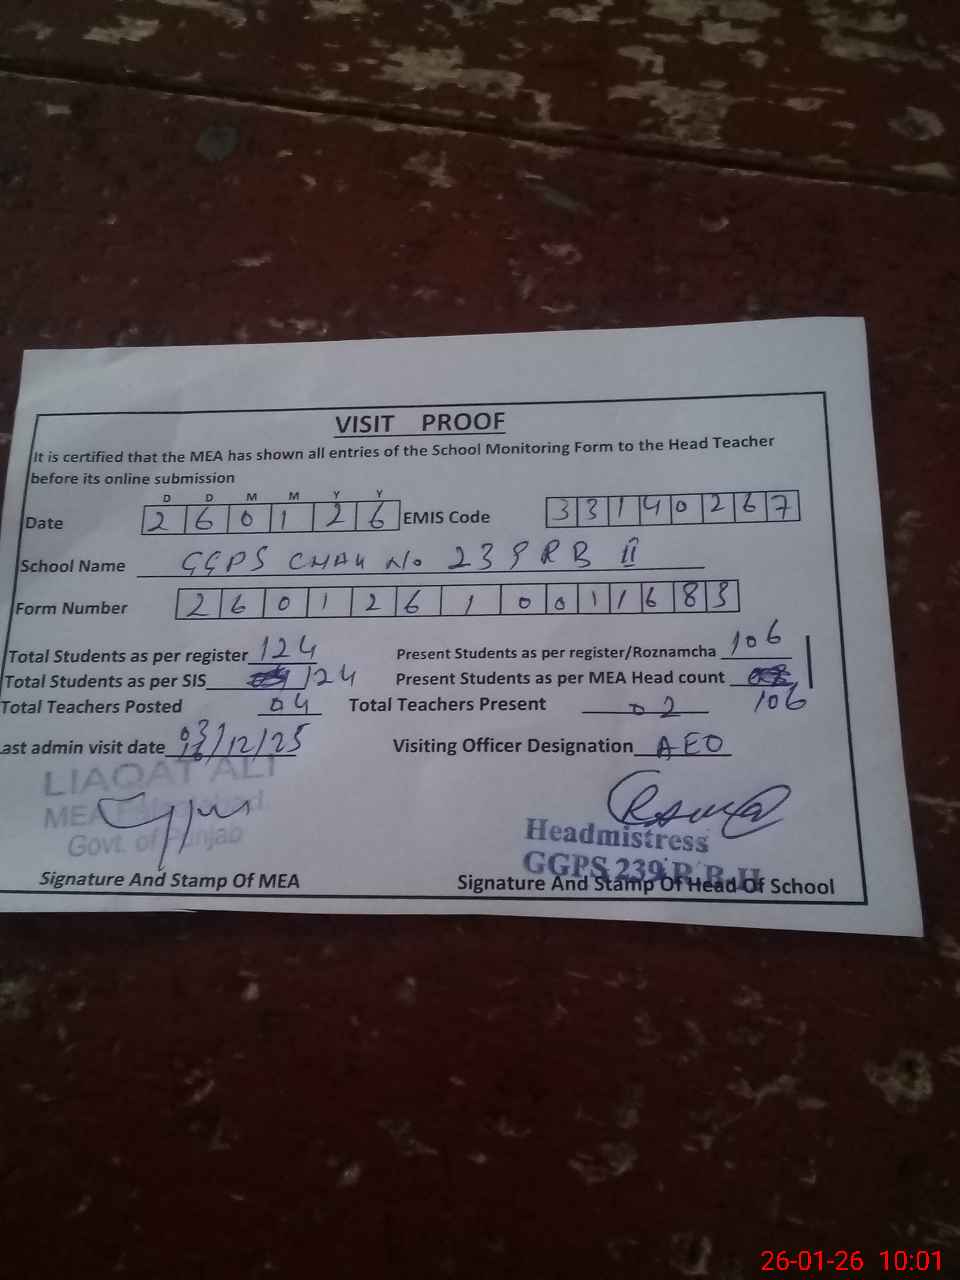 VISIT PROOF
It is certified that the MEA has shown all entries of the School Monitoring Form to the Head Teacher
before its online submission
D D M M Y Y
Date 2 6 0 1 2 6 EMIS Code 3 3 1 4 0 2 6 7
School Name GGPS CHAK No 239 RB II
Form Number 2 6 0 1 2 6 1 0 0 1 1 6 8 3
Total Students as per register 124 Present Students as per register/Roznamcha 106
Total Students as per SIS 124 Present Students as per MEA Head count 106
Total Teachers Posted 04 Total Teachers Present 02
ast admin visit date /12/25 Visiting Officer Designation AEO
LIAQAT ALI
MEA
Govt. of Punjab
Headmistress
GGPS 239 R.B.II
Signature And Stamp Of MEA Signature And Stamp Of Head Of School
26-01-26 10:01